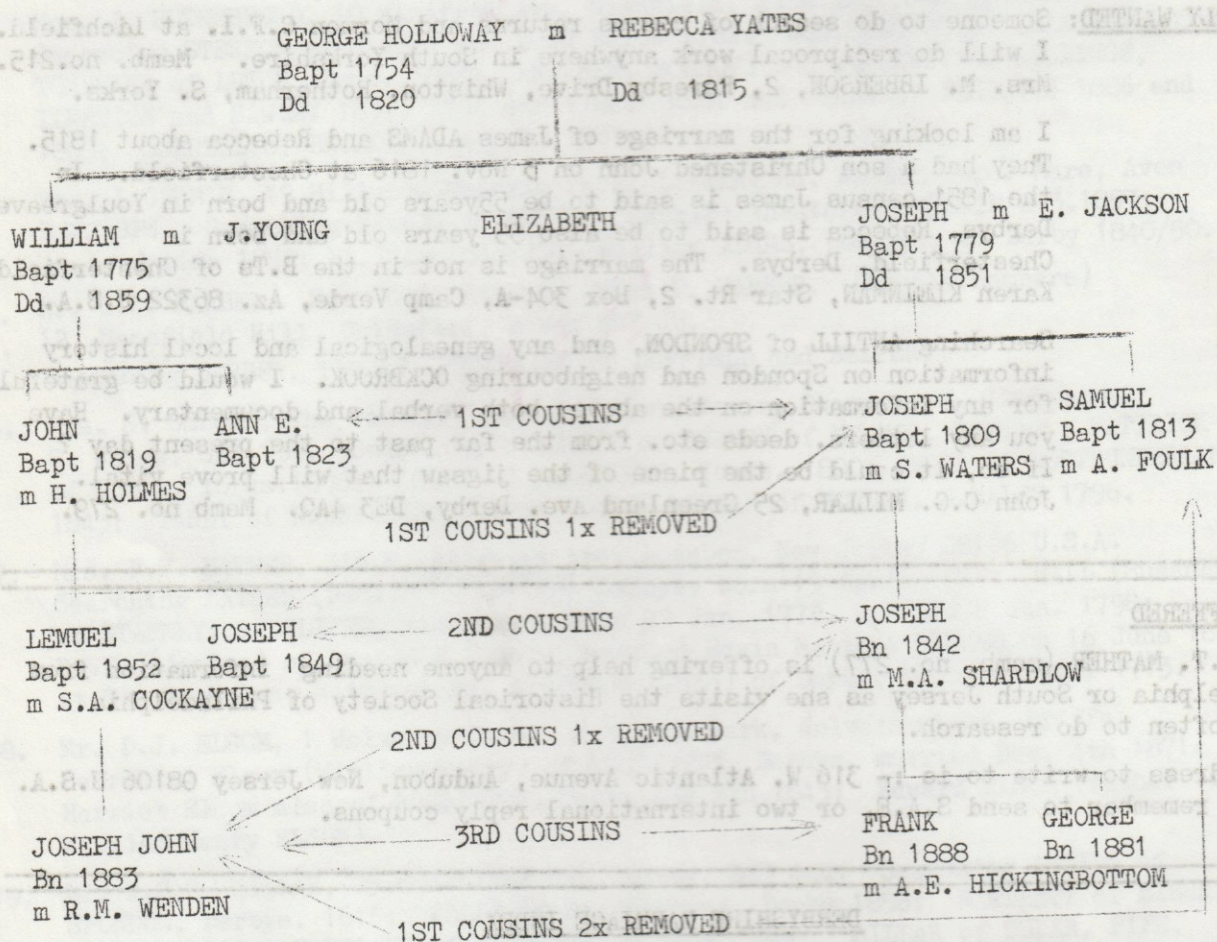 GEORGE HOLLOWAY m REBECCA YATES
Bapt 1754
Dd 1820 Dd 1815
WILLIAM m J.YOUNG ELIZABETH JOSEPH m E. JACKSON
Bapt 1775 Bapt 1779
Dd 1859 Dd 1851
JOHN ANN E. 1ST COUSINS JOSEPH SAMUEL
Bapt 1819 Bapt 1823 Bapt 1809 Bapt 1813
m H. HOLMES m S. WATERS m A. FOULK
1ST COUSINS 1x REMOVED
LEMUEL JOSEPH 2ND COUSINS JOSEPH
Bapt 1852 Bapt 1849 Bn 1842
m S.A. COCKAYNE m M.A. SHARDLOW
2ND COUSINS 1x REMOVED
JOSEPH JOHN 3RD COUSINS FRANK GEORGE
Bn 1883 Bn 1888 Bn 1881
m R.M. WENDEN m A.E. HICKINGBOTTOM
1ST COUSINS 2x REMOVED